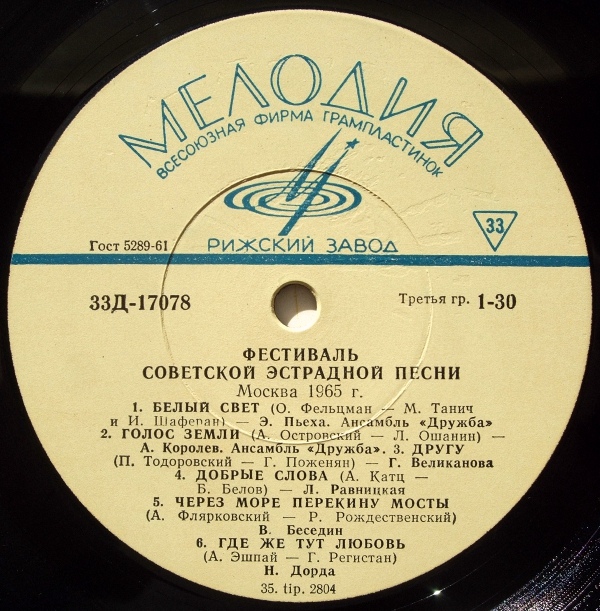 МЕЛОДИЯ
ВСЕСОЮЗНАЯ ФИРМА ГРАМПЛАСТИНОК
РИЖСКИЙ ЗАВОД
33
Гост 5289-61
33Д-17078
Третья гр. 1-30
ФЕСТИВАЛЬ
СОВЕТСКОЙ ЭСТРАДНОЙ ПЕСНИ
Москва 1965 г.
1. БЕЛЫЙ СВЕТ (О. Фельцман — М. Танич
и И. Шаферан) — Э. Пьеха. Ансамбль «Дружба»
2. ГОЛОС ЗЕМЛИ (А. Островский — Л. Ошанин) —
А. Королев. Ансамбль «Дружба». 3. ДРУГУ
(П. Тодоровский — Г. Поженян) — Г. Великанова
4. ДОБРЫЕ СЛОВА (А. Катц —
Б. Белов) — Л. Равницкая
5. ЧЕРЕЗ МОРЕ ПЕРЕКИНУ МОСТЫ
(А. Флярковский — Р. Рождественский)
В. Беседин
6. ГДЕ ЖЕ ТУТ ЛЮБОВЬ
(А. Эшпай — Г. Регистан)
Н. Дорда
35. tip. 2804